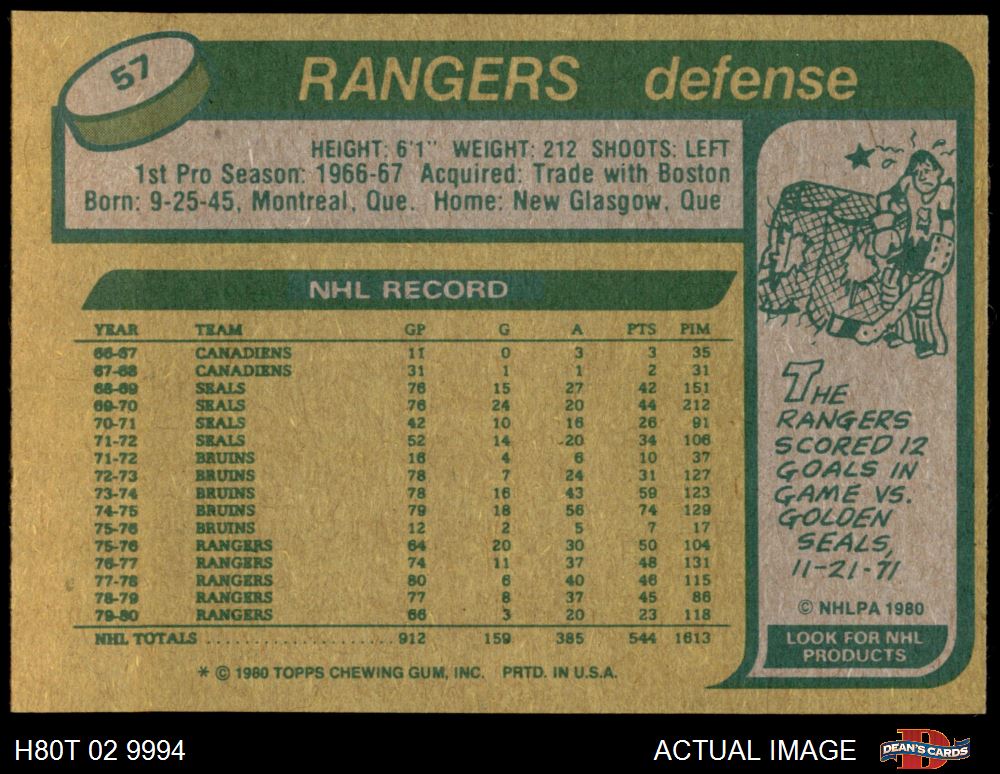 57
RANGERS defense
HEIGHT: 6'1" WEIGHT: 212 SHOOTS: LEFT
1st Pro Season: 1966-67 Acquired: Trade with Boston
Born: 9-25-45, Montreal, Que. Home: New Glasgow, Que
NHL RECORD
YEAR TEAM GP G A PTS PIM
66-67 CANADIENS 11 0 3 3 35
67-68 CANADIENS 31 1 1 2 31
68-69 SEALS 76 15 27 42 151
69-70 SEALS 76 24 20 44 212
70-71 SEALS 42 10 16 26 91
71-72 SEALS 52 14 20 34 106
71-72 BRUINS 16 4 6 10 37
72-73 BRUINS 78 7 24 31 127
73-74 BRUINS 78 16 43 59 123
74-75 BRUINS 79 18 56 74 129
75-76 BRUINS 12 2 5 7 17
75-76 RANGERS 64 20 30 50 104
76-77 RANGERS 74 11 37 48 131
77-78 RANGERS 80 6 40 46 115
78-79 RANGERS 77 8 37 45 86
79-80 RANGERS 66 3 20 23 118
NHL TOTALS .................... 912 159 385 544 1613
* © 1980 TOPPS CHEWING GUM, INC. PRTD. IN U.S.A.
THE
RANGERS
SCORED 12
GOALS IN
GAME VS.
GOLDEN
SEALS,
11-21-71
© NHLPA 1980
LOOK FOR NHL
PRODUCTS
H80T 02 9994
ACTUAL IMAGE
D
DEAN'S CARDS